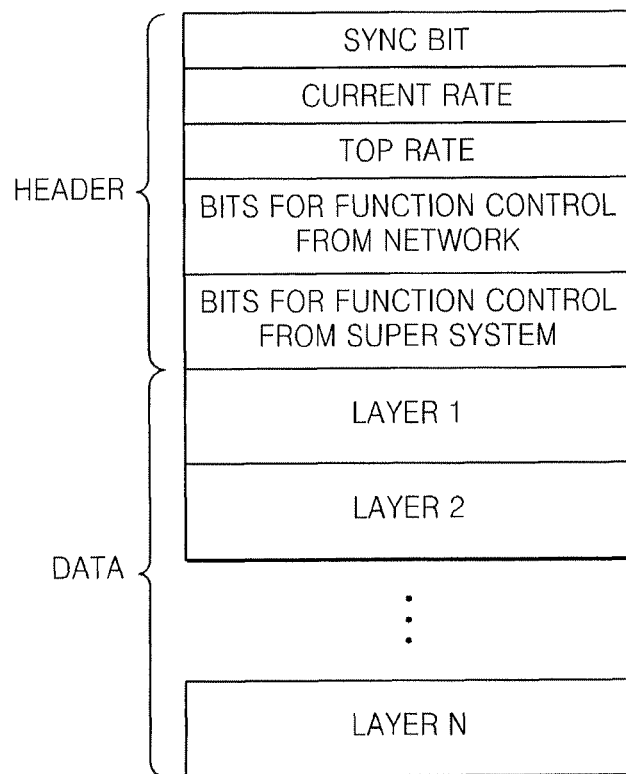 SYNC BIT
CURRENT RATE
TOP RATE
HEADER
BITS FOR FUNCTION CONTROL
FROM NETWORK
BITS FOR FUNCTION CONTROL
FROM SUPER SYSTEM
LAYER 1
LAYER 2
DATA
LAYER N